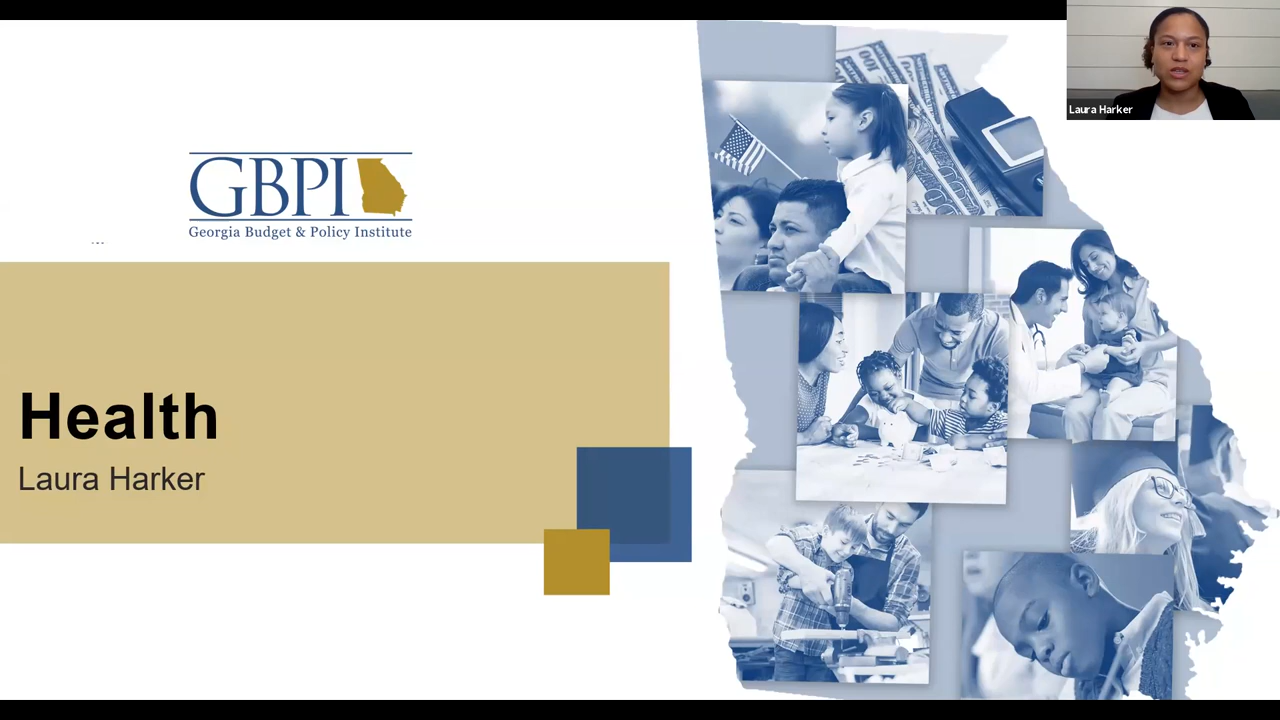 GBPI
Georgia Budget & Policy Institute
Health
Laura Harker
Laura Harker